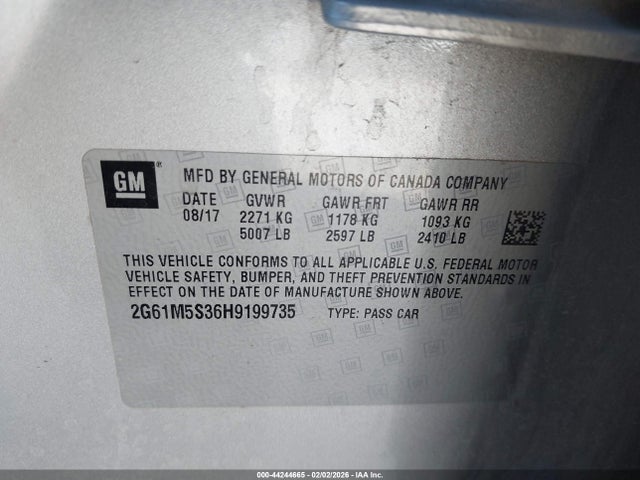 GM
MFD BY GENERAL MOTORS OF CANADA COMPANY
DATE GVWR GAWR FRT GAWR RR
08/17 2271 KG 1178 KG 1093 KG
5007 LB 2597 LB 2410 LB
THIS VEHICLE CONFORMS TO ALL APPLICABLE U.S. FEDERAL MOTOR
VEHICLE SAFETY, BUMPER, AND THEFT PREVENTION STANDARDS IN
EFFECT ON THE DATE OF MANUFACTURE SHOWN ABOVE.
2G61M5S36H9199735 TYPE: PASS CAR
000-44244665 - 02/02/2026 - IAA Inc.